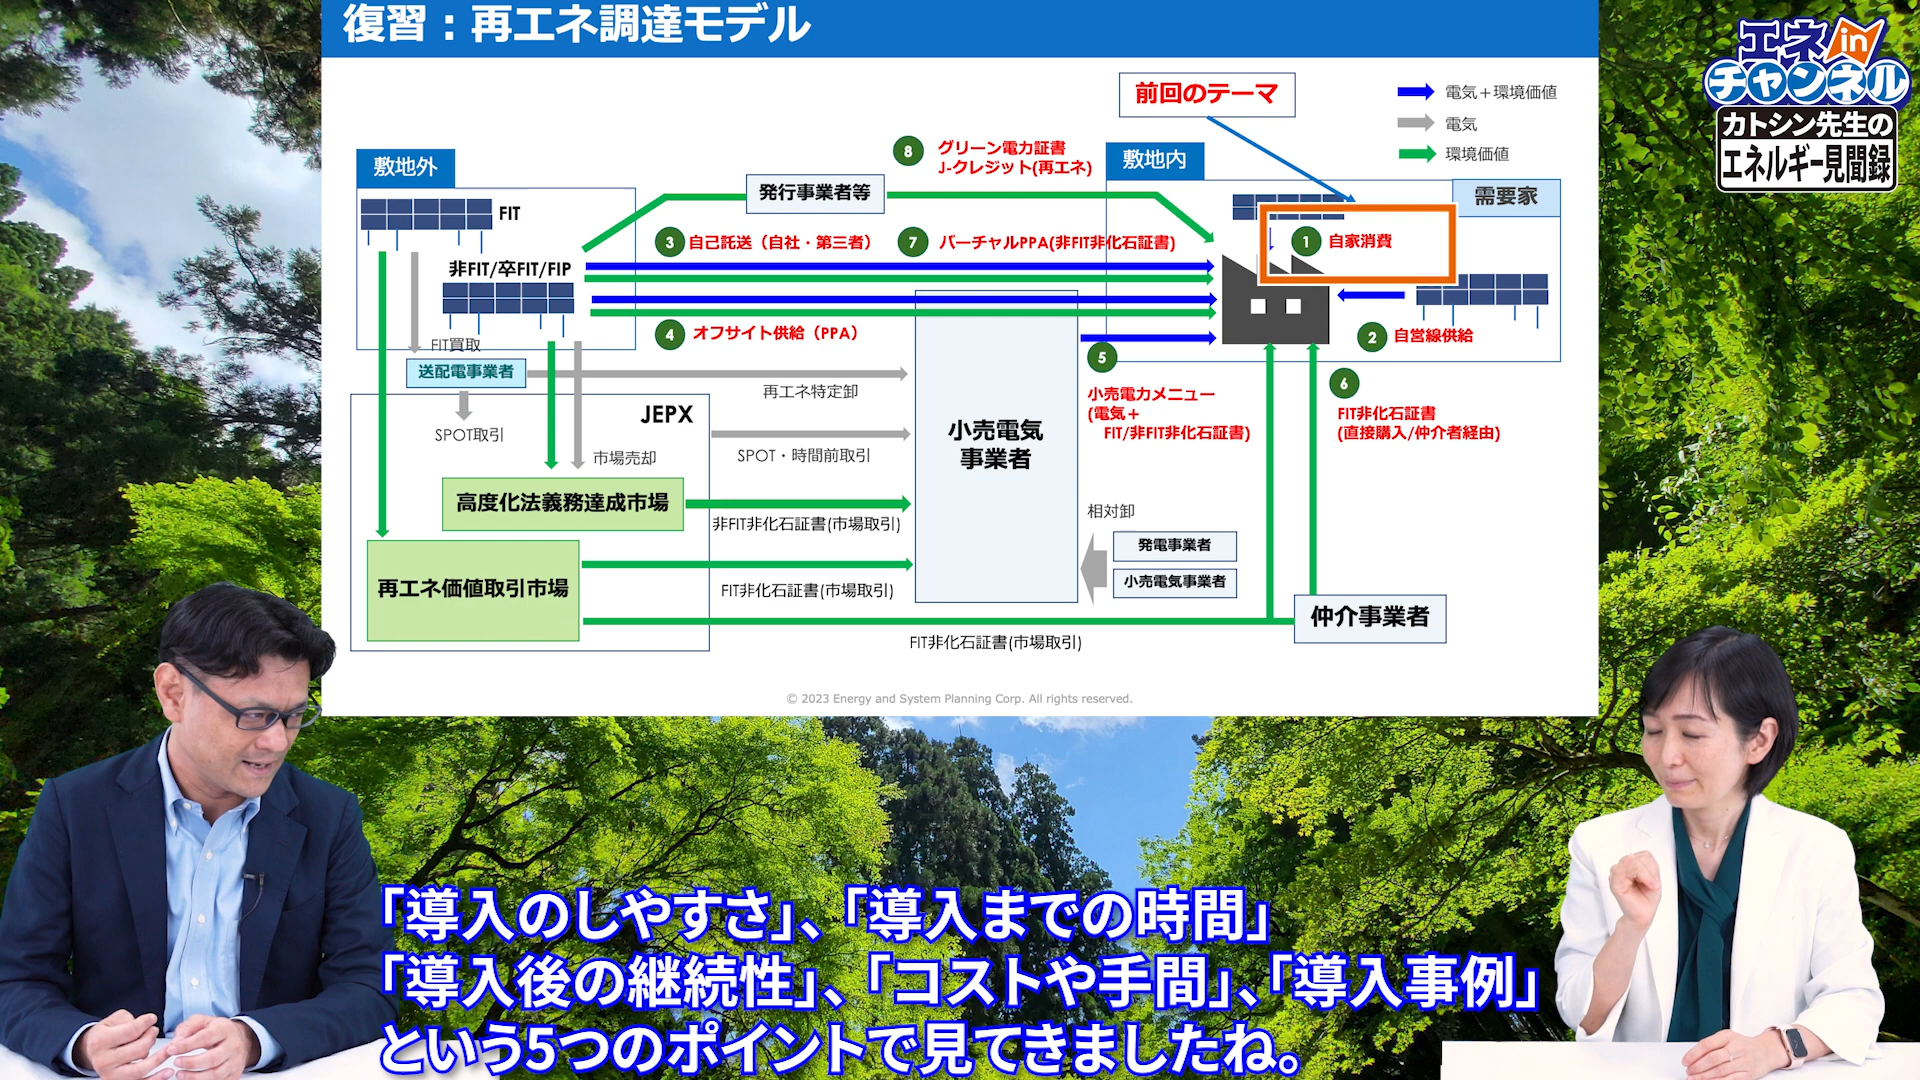 復習：再エネ調達モデル
エネinチャンネル
カトシン先生の
エネルギー見聞録
前回のテーマ
電気＋環境価値
電気
環境価値
敷地外
敷地内
需要家
FIT
非FIT/卒FIT/FIP
発行事業者等
8
グリーン電力証書
J-クレジット(再エネ)
3 自己託送（自社・第三者）
7 バーチャルPPA(非FIT非化石証書)
1 自家消費
4 オフサイト供給（PPA）
2 自営線供給
FIT買取
送配電事業者
再エネ特定卸
SPOT取引
JEPX
市場売却
SPOT・時間前取引
小売電気
事業者
5
小売電力メニュー
(電気＋
FIT/非FIT非化石証書)
6
FIT非化石証書
(直接購入/仲介者経由)
高度化法義務達成市場
非FIT非化石証書(市場取引)
再エネ価値取引市場
FIT非化石証書(市場取引)
相対卸
発電事業者
小売電気事業者
仲介事業者
FIT非化石証書(市場取引)
© 2023 Energy and System Planning Corp. All rights reserved.
「導入のしやすさ」、「導入までの時間」
「導入後の継続性」、「コストや手間」、「導入事例」
という5つのポイントで見てきましたね。